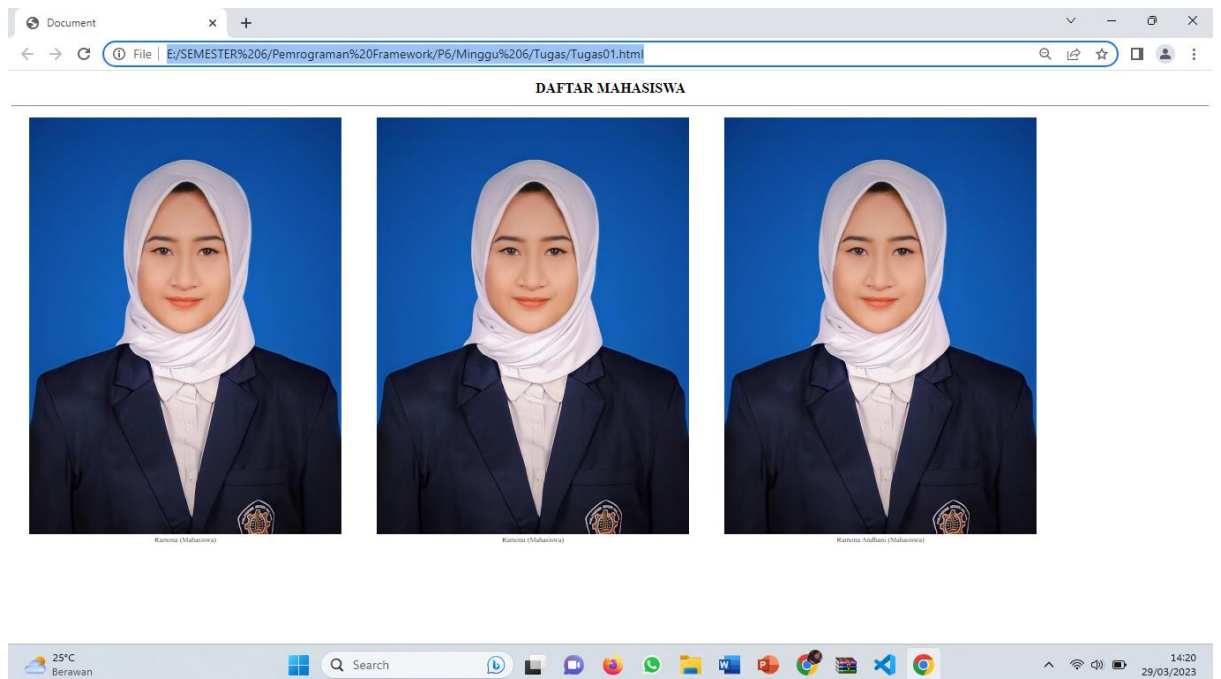 Document
File
E:/SEMESTER%206/Pemrograman%20Framework/P6/Minggu%206/Tugas/Tugas01.html
DAFTAR MAHASISWA
Ramona (Mahasiswa)
Ramona (Mahasiswa)
Ramona Andhani (Mahasiswa)
25°C
Berawan
Search
14:20
29/03/2023